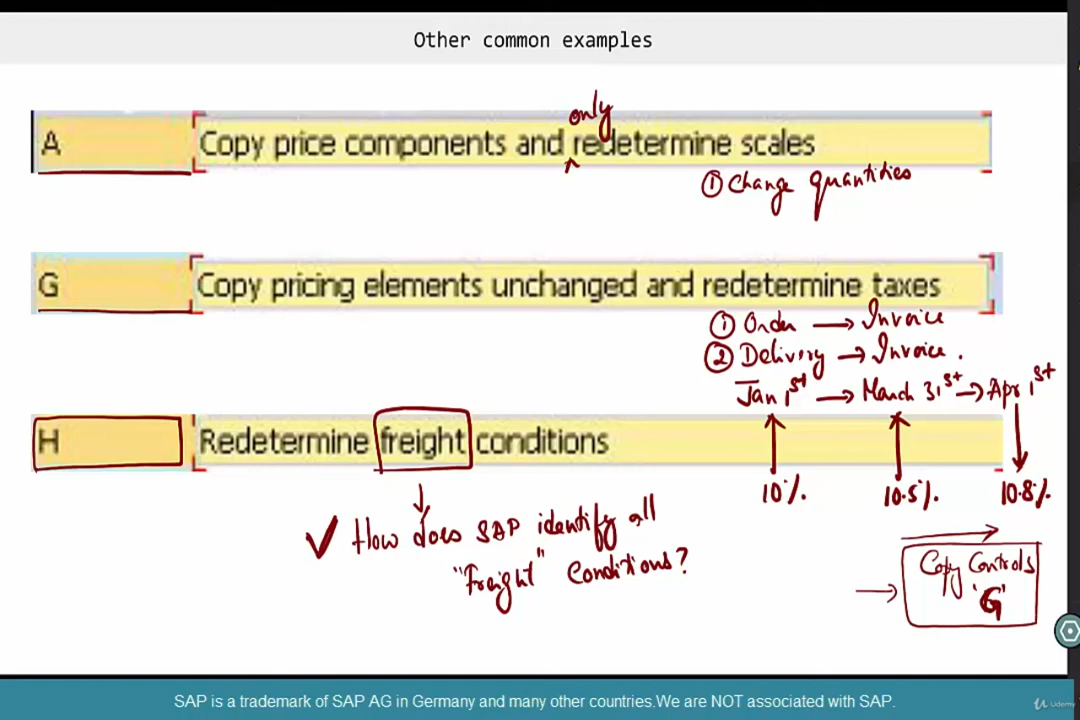 Other common examples
only
A Copy price components and redetermine scales
① Change quantities
G Copy pricing elements unchanged and redetermine taxes
① Order → Invoice
② Delivery → Invoice.
Jan 1st → March 31st → Apr 1st
H Redetermine freight conditions
10% 10.5% 10.8%
✓ How does SAP identify all
"Freight" Conditions?
→ Copy Controls
'G'
SAP is a trademark of SAP AG in Germany and many other countries.We are NOT associated with SAP.
Udemy